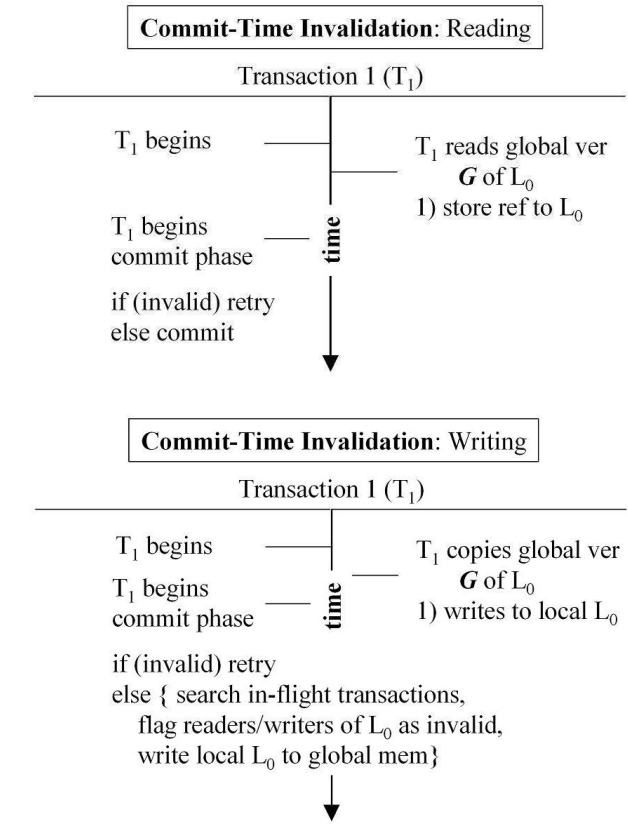 Commit-Time Invalidation: Reading
Transaction 1 (T₁)
T₁ begins
T₁ reads global ver
G of L₀
1) store ref to L₀
T₁ begins
commit phase
time
if (invalid) retry
else commit
Commit-Time Invalidation: Writing
Transaction 1 (T₁)
T₁ begins
T₁ copies global ver
G of L₀
1) writes to local L₀
T₁ begins
commit phase
time
if (invalid) retry
else { search in-flight transactions,
flag readers/writers of L₀ as invalid,
write local L₀ to global mem}